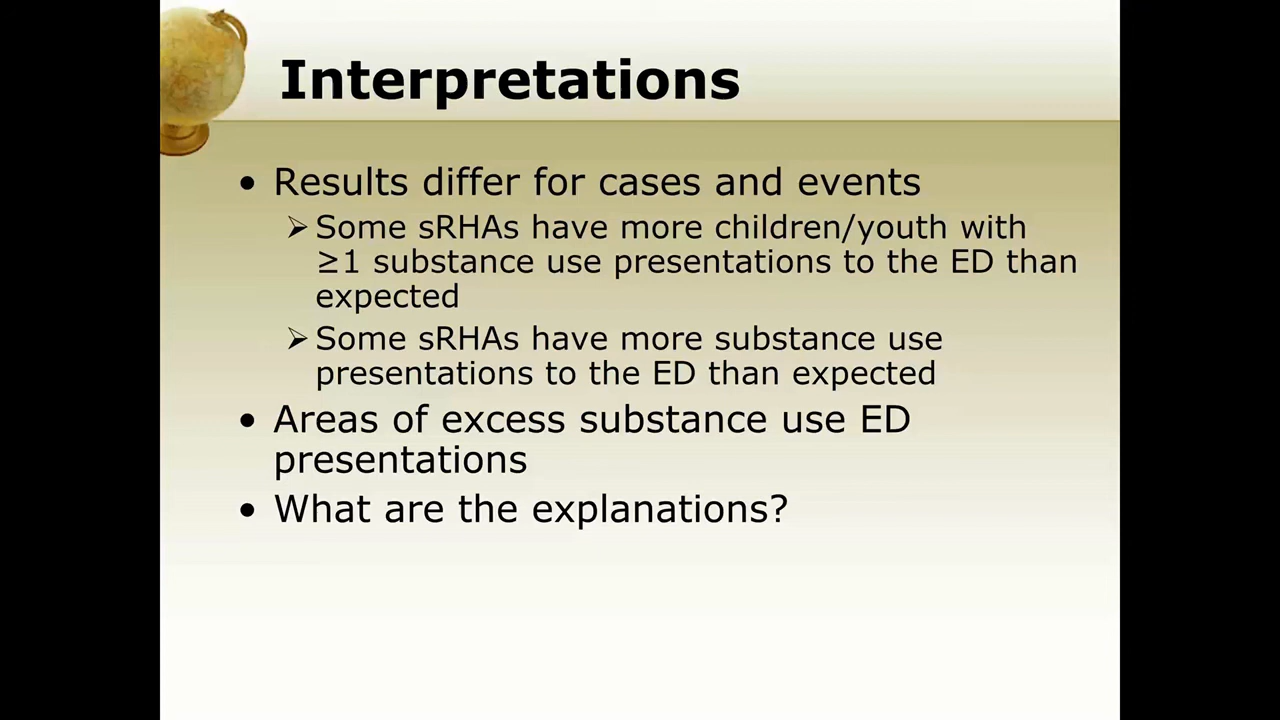 Interpretations
• Results differ for cases and events
➢ Some sRHAs have more children/youth with
≥1 substance use presentations to the ED than
expected
➢ Some sRHAs have more substance use
presentations to the ED than expected
• Areas of excess substance use ED
presentations
• What are the explanations?